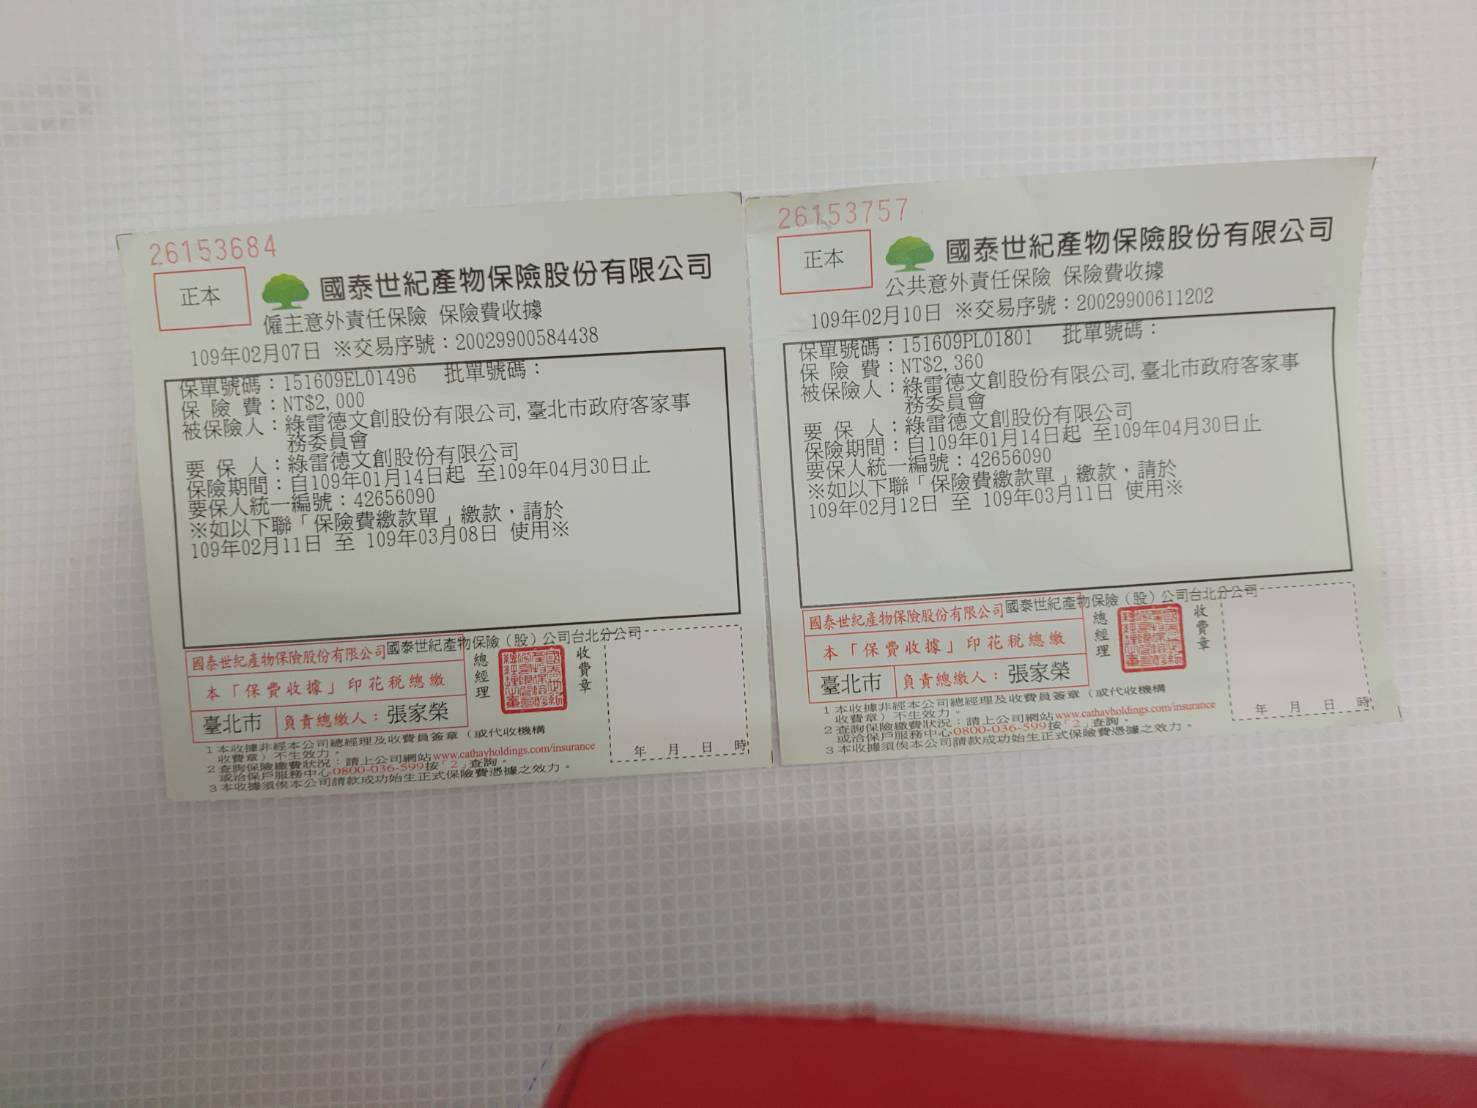 26153684
正本
國泰世紀產物保險股份有限公司
僱主意外責任保險 保險費收據
109年02月07日 ※交易序號：20029900584438
保單號碼：151609EL01496 批單號碼：
保 險 費：NT$2,000
被保險人：綠雷德文創股份有限公司,臺北市政府客家事
務委員會
要 保 人：綠雷德文創股份有限公司
保險期間：自109年01月14日起 至109年04月30日止
要保人統一編號：42656090
※如以下聯「保險費繳款單」繳款，請於
109年02月11日 至 109年03月08日 使用※
國泰世紀產物保險股份有限公司
國泰世紀產物保險（股）公司台北分公司
本「保費收據」印花稅總繳
臺北市 負責總繳人：張家榮
總經理
收費章
年 月 日 時
1 本收據非經本公司總經理及收費員簽章（或代收機構
收費章）不生效力。
2 查詢保險繳費狀況：請上公司網站www.cathayholdings.com/insurance
或洽保戶服務中心0800-036-599按「2」查詢。
3 本收據須俟本公司請款成功始生正式保險費憑據之效力。
26153757
正本
國泰世紀產物保險股份有限公司
公共意外責任保險 保險費收據
109年02月10日 ※交易序號：20029900611202
保單號碼：151609PL01801 批單號碼：
保 險 費：NT$2,360
被保險人：綠雷德文創股份有限公司,臺北市政府客家事
務委員會
要 保 人：綠雷德文創股份有限公司
保險期間：自109年01月14日起 至109年04月30日止
要保人統一編號：42656090
※如以下聯「保險費繳款單」繳款，請於
109年02月12日 至 109年03月11日 使用※
國泰世紀產物保險股份有限公司
國泰世紀產物保險（股）公司台北分公司
本「保費收據」印花稅總繳
臺北市 負責總繳人：張家榮
總經理
收費章
年 月 日 時
1 本收據非經本公司總經理及收費員簽章（或代收機構
收費章）不生效力。
2 查詢保險繳費狀況：請上公司網站www.cathayholdings.com/insurance
或洽保戶服務中心0800-036-599按「2」查詢。
3 本收據須俟本公司請款成功始生正式保險費憑據之效力。